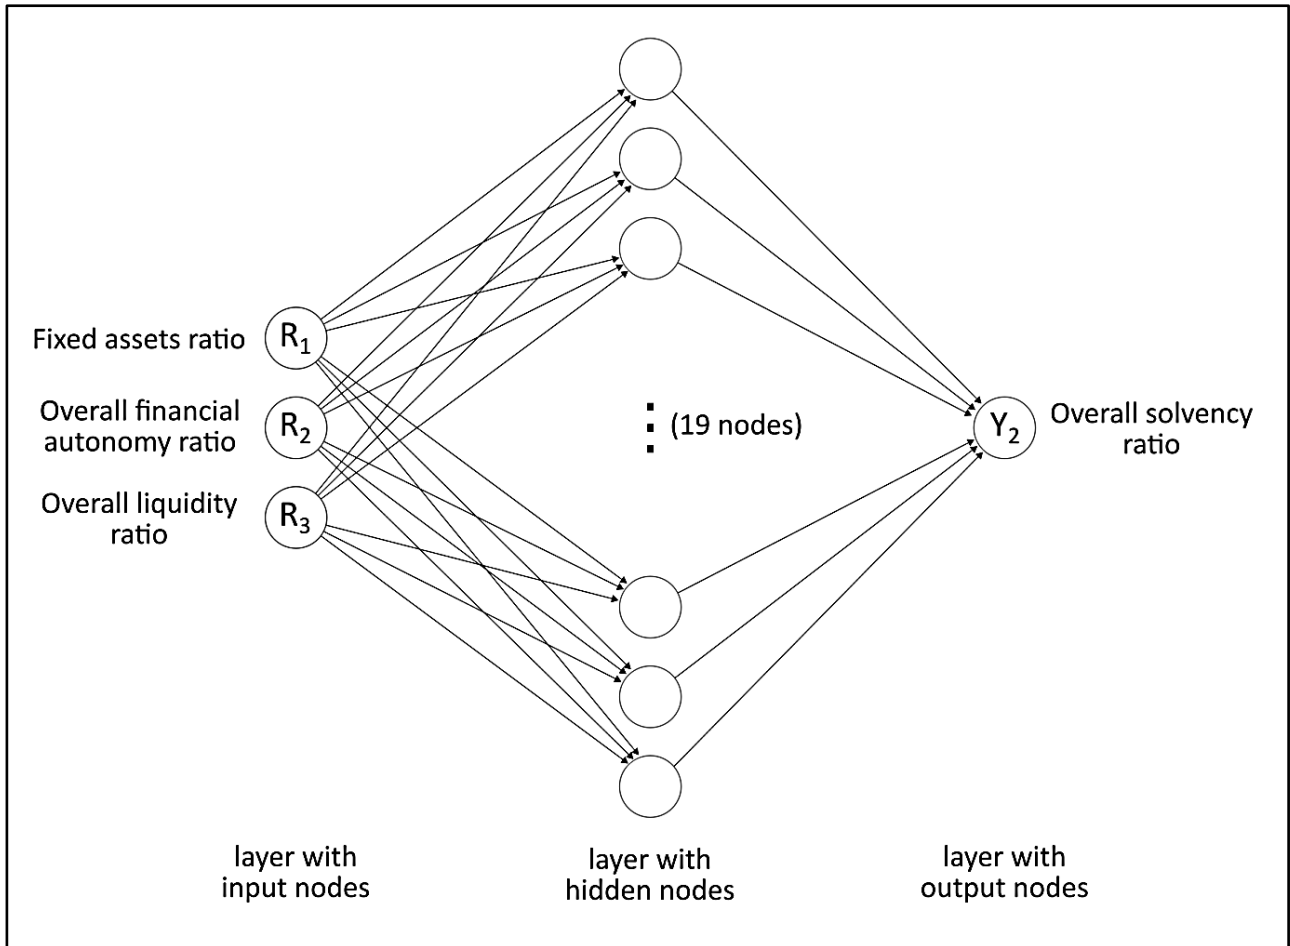 Fixed assets ratio
R1
Overall financial
autonomy ratio
R2
Overall liquidity
ratio
R3
(19 nodes)
Y2
Overall solvency
ratio
layer with
input nodes
layer with
hidden nodes
layer with
output nodes